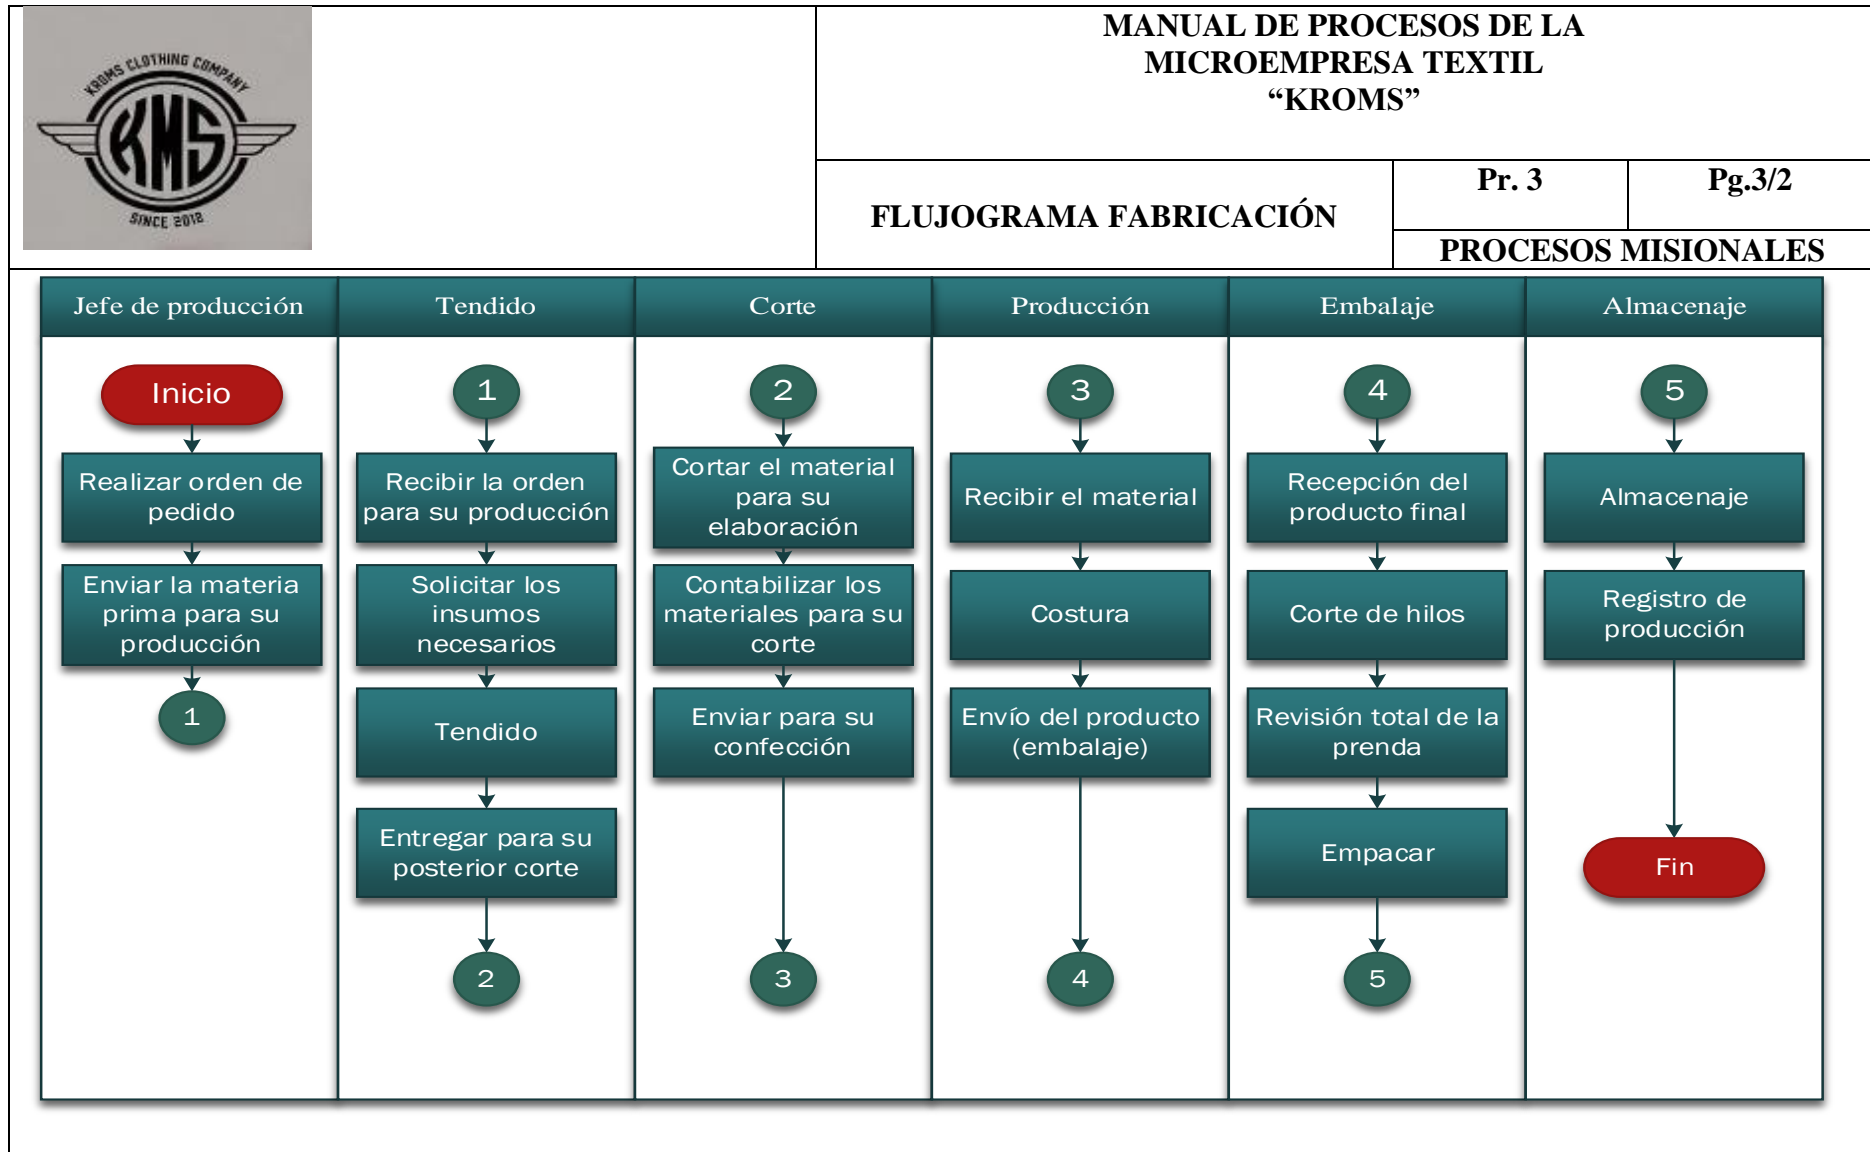 KROMS CLOTHING COMPANY
KMS
SINCE 2012
MANUAL DE PROCESOS DE LA
MICROEMPRESA TEXTIL
“KROMS”
FLUJOGRAMA FABRICACIÓN
Pr. 3
Pg.3/2
PROCESOS MISIONALES
Jefe de producción
Inicio
Realizar orden de
pedido
Enviar la materia
prima para su
producción
1
Tendido
1
Recibir la orden
para su producción
Solicitar los
insumos
necesarios
Tendido
Entregar para su
posterior corte
2
Corte
2
Cortar el material
para su
elaboración
Contabilizar los
materiales para su
corte
Enviar para su
confección
3
Producción
3
Recibir el material
Costura
Envío del producto
(embalaje)
4
Embalaje
4
Recepción del
producto final
Corte de hilos
Revisión total de la
prenda
Empacar
5
Almacenaje
5
Almacenaje
Registro de
producción
Fin